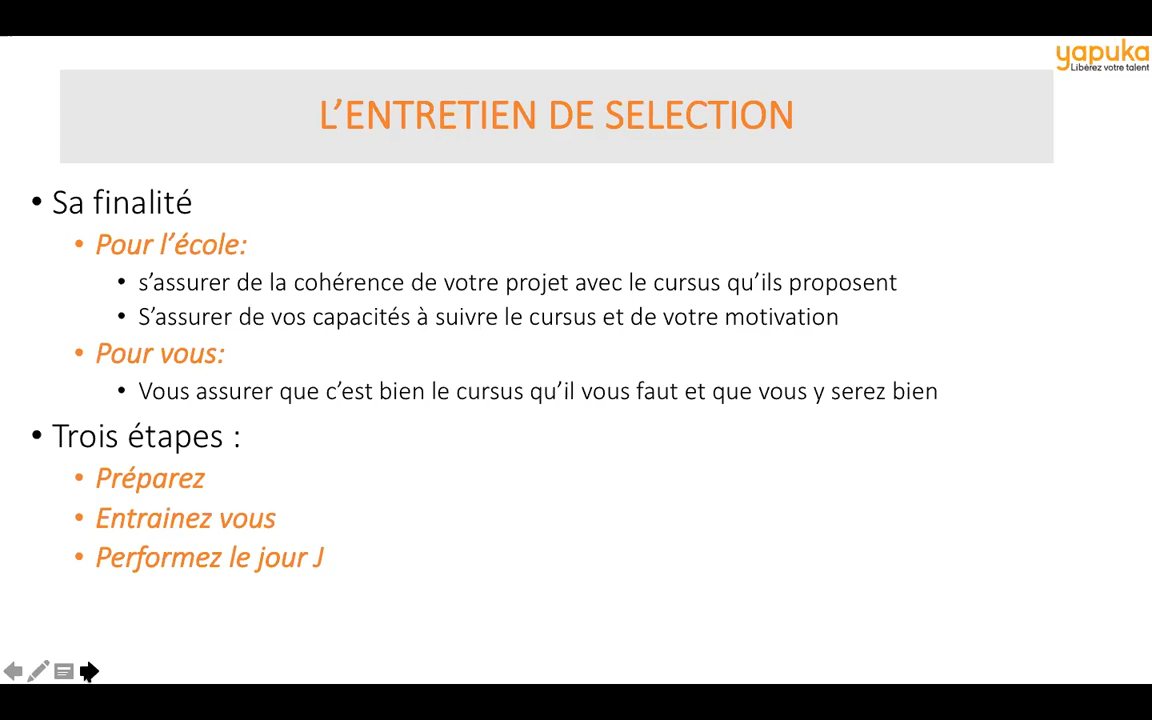 yapuka
Libérez votre talent
L’ENTRETIEN DE SELECTION
• Sa finalité
• Pour l’école:
• s’assurer de la cohérence de votre projet avec le cursus qu’ils proposent
• S’assurer de vos capacités à suivre le cursus et de votre motivation
• Pour vous:
• Vous assurer que c’est bien le cursus qu’il vous faut et que vous y serez bien
• Trois étapes :
• Préparez
• Entrainez vous
• Performez le jour J